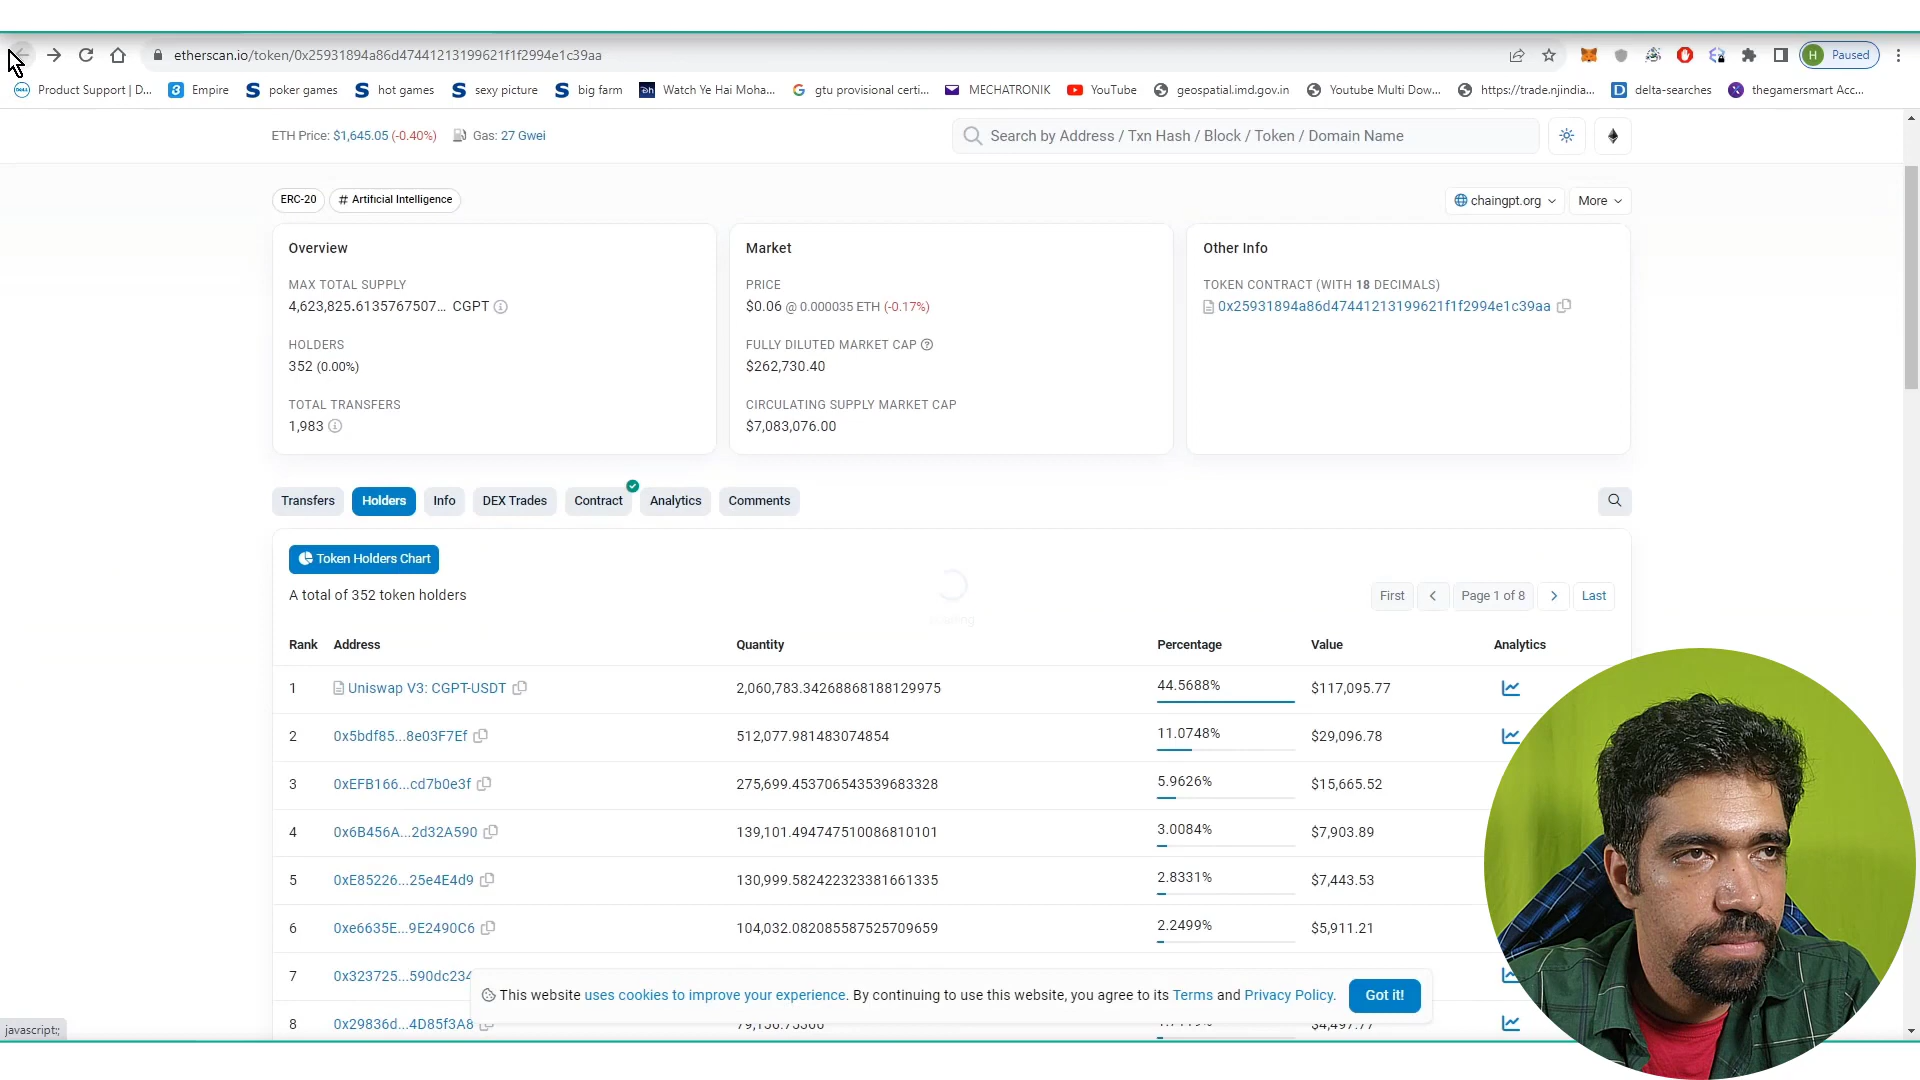 etherscan.io/token/0x25931894a86d47441213199621f1f2994e1c39aa
H Paused
Product Support | D...
Empire
poker games
hot games
sexy picture
big farm
Watch Ye Hai Moha...
gtu provisional certi...
MECHATRONIK
YouTube
geospatial.imd.gov.in
Youtube Multi Dow...
https://trade.njindia...
delta-searches
thegamersmart Acc...
ETH Price: $1,645.05 (-0.40%) Gas: 27 Gwei
Search by Address / Txn Hash / Block / Token / Domain Name
ERC-20
# Artificial Intelligence
chaingpt.org
More
Overview
MAX TOTAL SUPPLY
4,623,825.6135767507... CGPT
HOLDERS
352 (0.00%)
TOTAL TRANSFERS
1,983
Market
PRICE
$0.06 @ 0.000035 ETH (-0.17%)
FULLY DILUTED MARKET CAP
$262,730.40
CIRCULATING SUPPLY MARKET CAP
$7,083,076.00
Other Info
TOKEN CONTRACT (WITH 18 DECIMALS)
0x25931894a86d47441213199621f1f2994e1c39aa
Transfers
Holders
Info
DEX Trades
Contract
Analytics
Comments
Token Holders Chart
A total of 352 token holders
First
Page 1 of 8
Last
Rank Address Quantity Percentage Value Analytics
1 Uniswap V3: CGPT-USDT 2,060,783.34268868188129975 44.5688% $117,095.77
2 0x5bdf85...8e03F7Ef 512,077.981483074854 11.0748% $29,096.78
3 0xEFB166...cd7b0e3f 275,699.453706543539683328 5.9626% $15,665.52
4 0x6B456A...2d32A590 139,101.494747510086810101 3.0084% $7,903.89
5 0xE85226...25e4E4d9 130,999.582422323381661335 2.8331% $7,443.53
6 0xe6635E...9E2490C6 104,032.082085587525709659 2.2499% $5,911.21
7 0x323725...590dc234
This website uses cookies to improve your experience. By continuing to use this website, you agree to its Terms and Privacy Policy.
Got it!
8 0x29836d...4D85f3A8
javascript:;